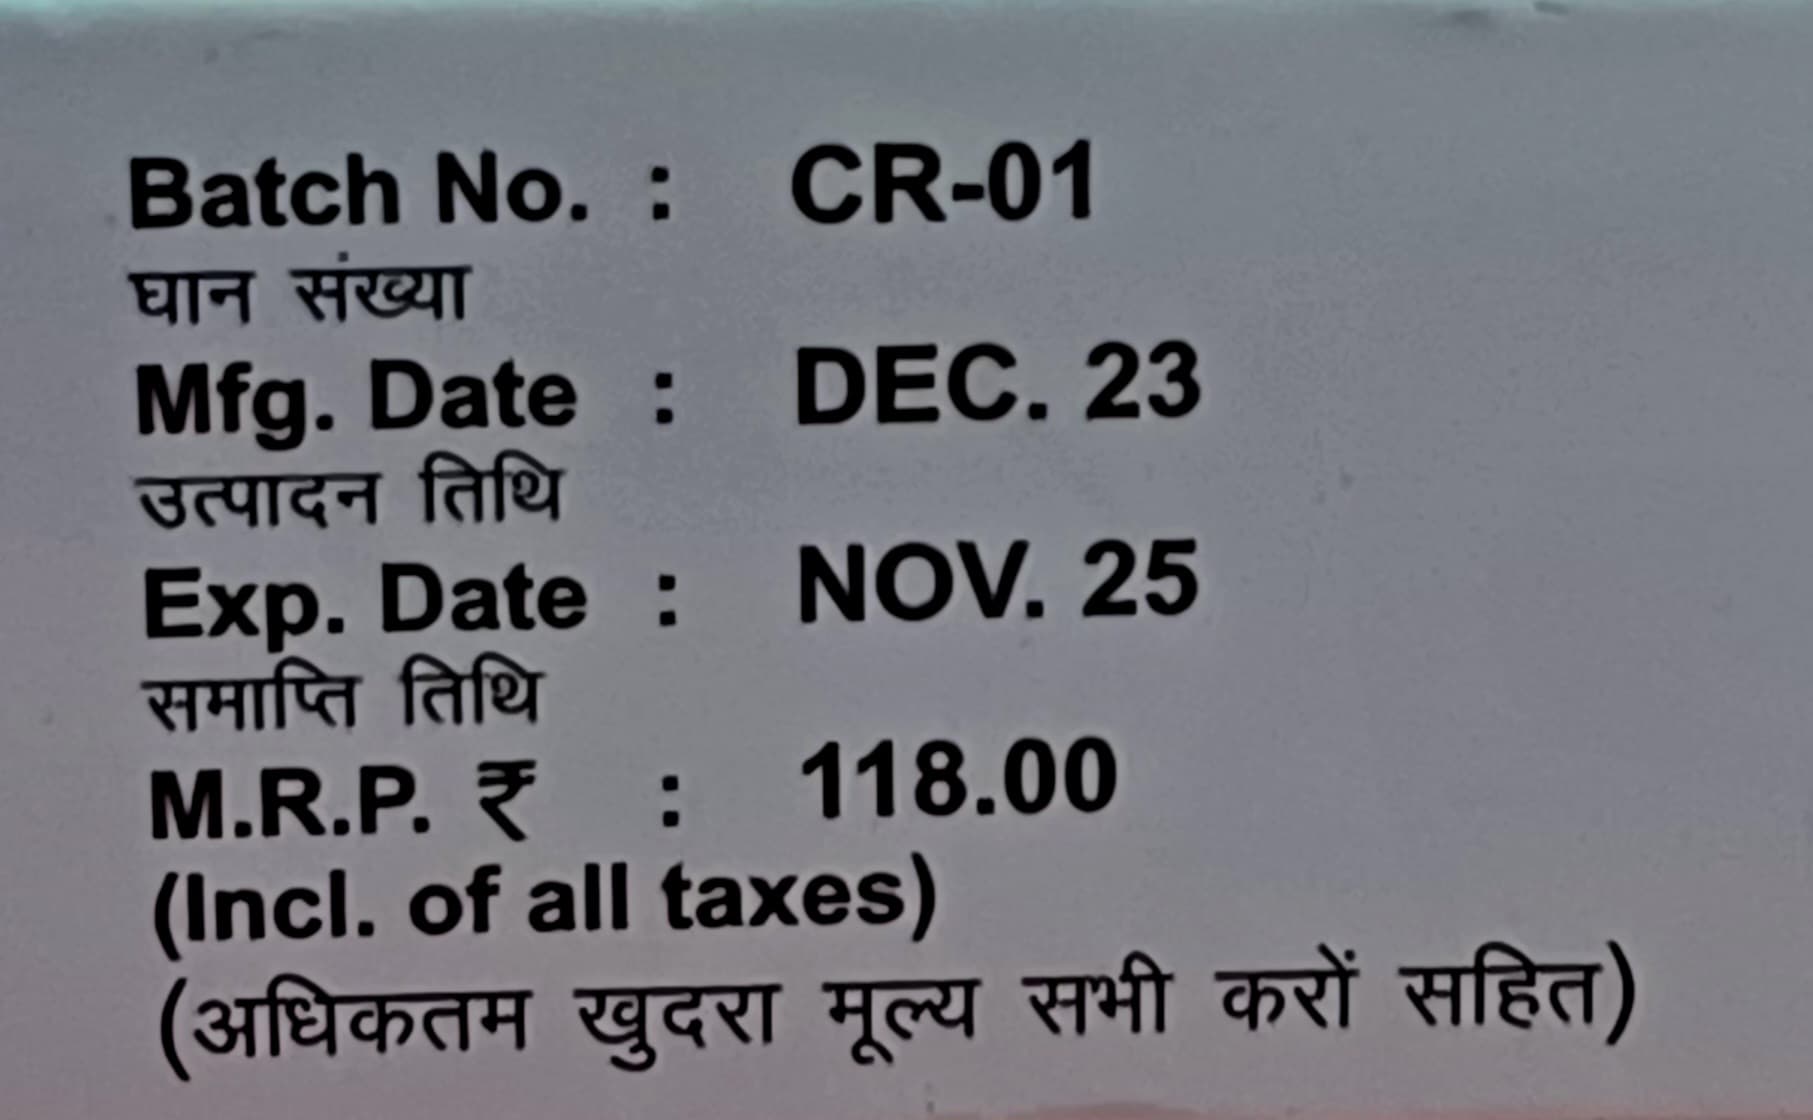 Batch No. : CR-01
घान संख्या
Mfg. Date : DEC. 23
उत्पादन तिथि
Exp. Date : NOV. 25
समाप्ति तिथि
M.R.P. ₹ : 118.00
(Incl. of all taxes)
(अधिकतम खुदरा मूल्य सभी करों सहित)